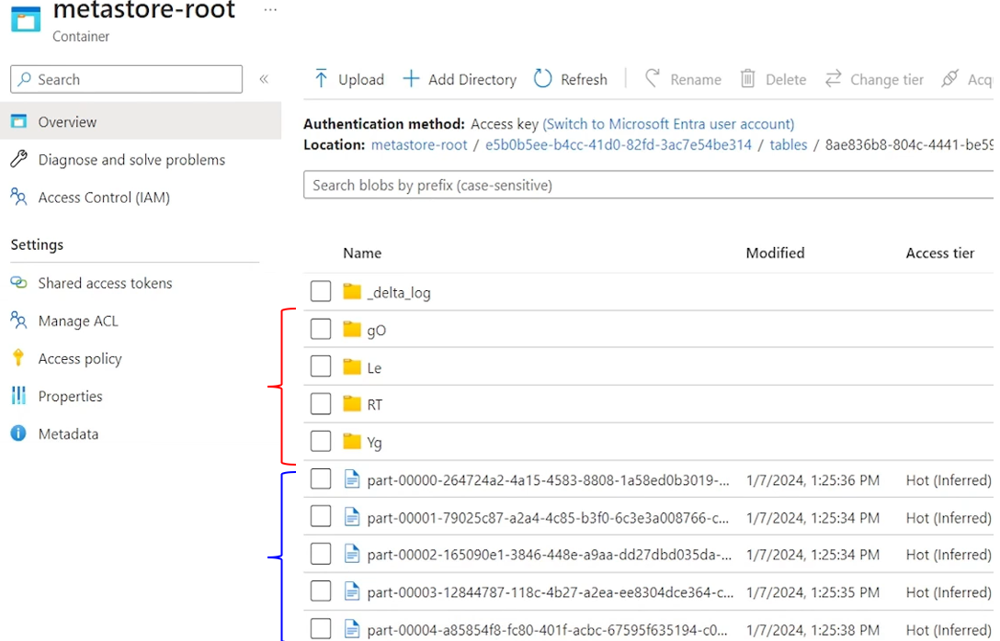 metastore-root ...
Container
Search «
Upload Add Directory Refresh Rename Delete Change tier Acq
Overview
Authentication method: Access key (Switch to Microsoft Entra user account)
Location: metastore-root / e5b0b5ee-b4cc-41d0-82fd-3ac7e54be314 / tables / 8ae836b8-804c-4441-be59
Diagnose and solve problems
Access Control (IAM)
Search blobs by prefix (case-sensitive)
Settings
Shared access tokens
Manage ACL
Access policy
Properties
Metadata
Name Modified Access tier
_delta_log
gO
Le
RT
Yg
part-00000-264724a2-4a15-4583-8808-1a58ed0b3019-... 1/7/2024, 1:25:36 PM Hot (Inferred)
part-00001-79025c87-a2a4-4c85-b3f0-6c3e3a008766-c... 1/7/2024, 1:25:34 PM Hot (Inferred)
part-00002-165090e1-3846-448e-a9aa-dd27dbd035da-... 1/7/2024, 1:25:34 PM Hot (Inferred)
part-00003-12844787-118c-4b27-a2ea-ee8304dce364-c... 1/7/2024, 1:25:35 PM Hot (Inferred)
part-00004-a85854f8-fc80-401f-acbc-67595f635194-c0... 1/7/2024, 1:25:38 PM Hot (Inferred)